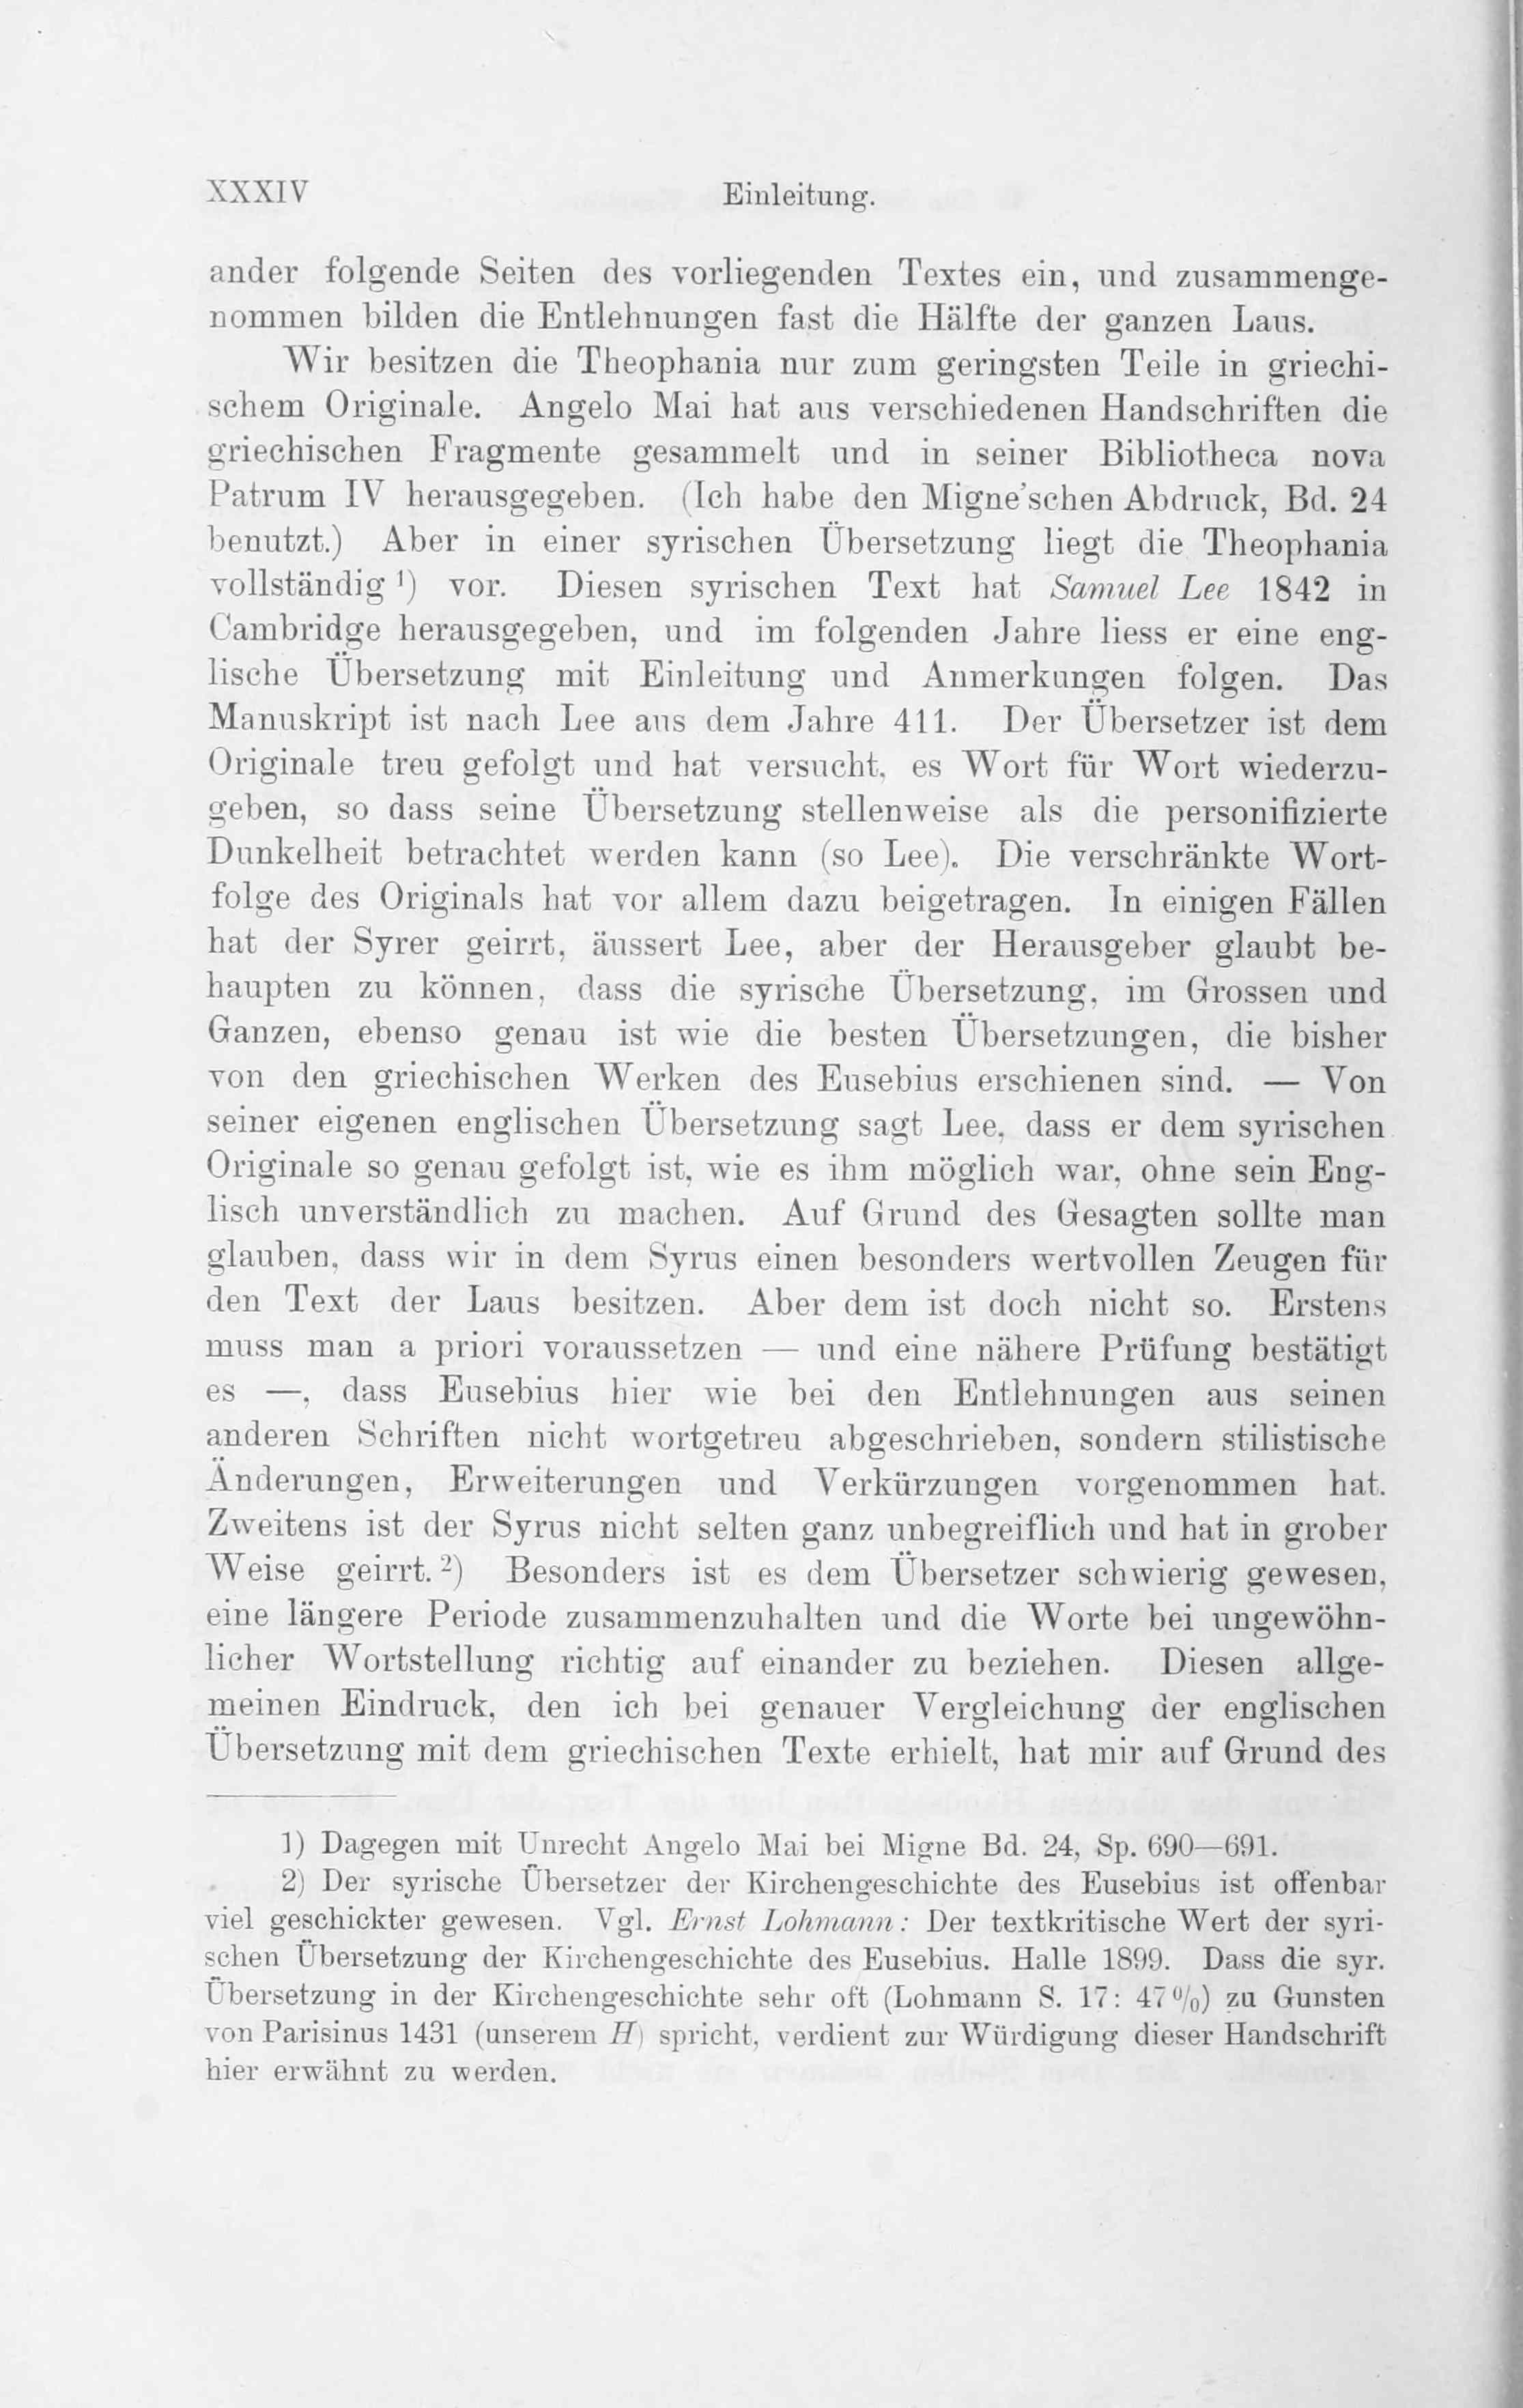 XXXIV Einleitung.
ander folgende Seiten des vorliegenden Textes ein, und zusammenge-
nommen bilden die Entlehnungen fast die Hälfte der ganzen Laus.
Wir besitzen die Theophania nur zum geringsten Teile in griechi-
schem Originale. Angelo Mai hat aus verschiedenen Handschriften die
griechischen Fragmente gesammelt und in seiner Bibliotheca nova
Patrum IV herausgegeben. (Ich habe den Migne'schen Abdruck, Bd. 24
benutzt.) Aber in einer syrischen Übersetzung liegt die Theophania
vollständig ¹) vor. Diesen syrischen Text hat Samuel Lee 1842 in
Cambridge herausgegeben, und im folgenden Jahre liess er eine eng-
lische Übersetzung mit Einleitung und Anmerkungen folgen. Das
Manuskript ist nach Lee aus dem Jahre 411. Der Übersetzer ist dem
Originale treu gefolgt und hat versucht, es Wort für Wort wiederzu-
geben, so dass seine Übersetzung stellenweise als die personifizierte
Dunkelheit betrachtet werden kann (so Lee). Die verschränkte Wort-
folge des Originals hat vor allem dazu beigetragen. In einigen Fällen
hat der Syrer geirrt, äussert Lee, aber der Herausgeber glaubt be-
haupten zu können, dass die syrische Übersetzung, im Grossen und
Ganzen, ebenso genau ist wie die besten Übersetzungen, die bisher
von den griechischen Werken des Eusebius erschienen sind. — Von
seiner eigenen englischen Übersetzung sagt Lee, dass er dem syrischen
Originale so genau gefolgt ist, wie es ihm möglich war, ohne sein Eng-
lisch unverständlich zu machen. Auf Grund des Gesagten sollte man
glauben, dass wir in dem Syrus einen besonders wertvollen Zeugen für
den Text der Laus besitzen. Aber dem ist doch nicht so. Erstens
muss man a priori voraussetzen — und eine nähere Prüfung bestätigt
es —, dass Eusebius hier wie bei den Entlehnungen aus seinen
anderen Schriften nicht wortgetreu abgeschrieben, sondern stilistische
Änderungen, Erweiterungen und Verkürzungen vorgenommen hat.
Zweitens ist der Syrus nicht selten ganz unbegreiflich und hat in grober
Weise geirrt. ²) Besonders ist es dem Übersetzer schwierig gewesen,
eine längere Periode zusammenzuhalten und die Worte bei ungewöhn-
licher Wortstellung richtig auf einander zu beziehen. Diesen allge-
meinen Eindruck, den ich bei genauer Vergleichung der englischen
Übersetzung mit dem griechischen Texte erhielt, hat mir auf Grund des
1) Dagegen mit Unrecht Angelo Mai bei Migne Bd. 24, Sp. 690—691.
2) Der syrische Übersetzer der Kirchengeschichte des Eusebius ist offenbar
viel geschickter gewesen. Vgl. Ernst Lohmann: Der textkritische Wert der syri-
schen Übersetzung der Kirchengeschichte des Eusebius. Halle 1899. Dass die syr.
Übersetzung in der Kirchengeschichte sehr oft (Lohmann S. 17: 47%) zu Gunsten
von Parisinus 1431 (unserem H) spricht, verdient zur Würdigung dieser Handschrift
hier erwähnt zu werden.